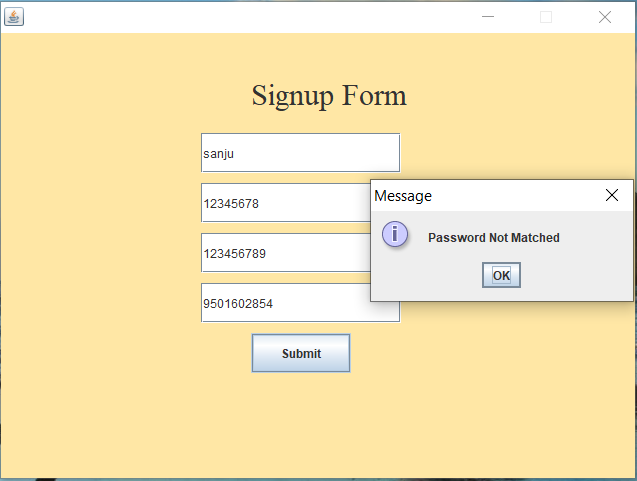 Signup Form
sanju
12345678
123456789
9501602854
Submit
Message
i
Password Not Matched
OK